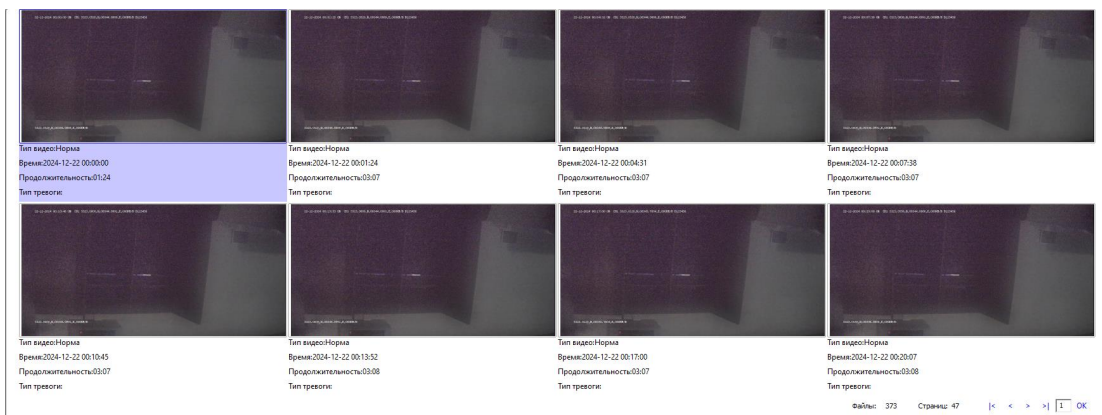 Тип видео:Норма
Время:2024-12-22 00:00:00
Продолжительность:01:24
Тип тревоги:
Тип видео:Норма
Время:2024-12-22 00:01:24
Продолжительность:03:07
Тип тревоги:
Тип видео:Норма
Время:2024-12-22 00:04:31
Продолжительность:03:07
Тип тревоги:
Тип видео:Норма
Время:2024-12-22 00:07:38
Продолжительность:03:07
Тип тревоги:
Тип видео:Норма
Время:2024-12-22 00:10:45
Продолжительность:03:07
Тип тревоги:
Тип видео:Норма
Время:2024-12-22 00:13:52
Продолжительность:03:08
Тип тревоги:
Тип видео:Норма
Время:2024-12-22 00:17:00
Продолжительность:03:07
Тип тревоги:
Тип видео:Норма
Время:2024-12-22 00:20:07
Продолжительность:03:08
Тип тревоги:
Файлы: 373 Страниц: 47 |< < > >| 1 OK